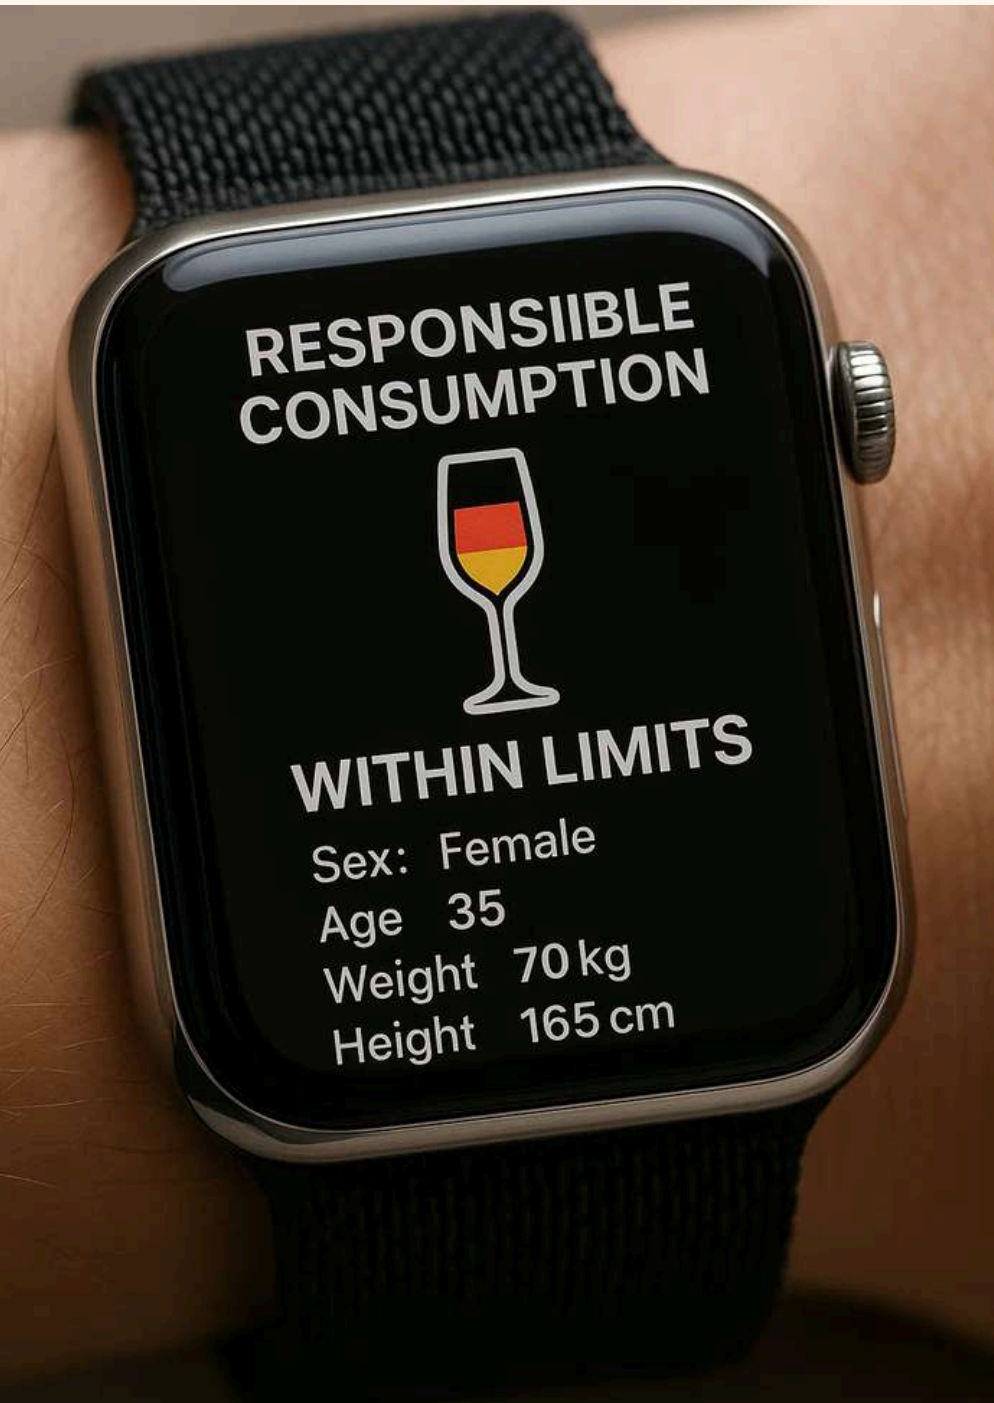 RESPONSIIBLE
CONSUMPTION
WITHIN LIMITS
Sex: Female
Age 35
Weight 70 kg
Height 165 cm